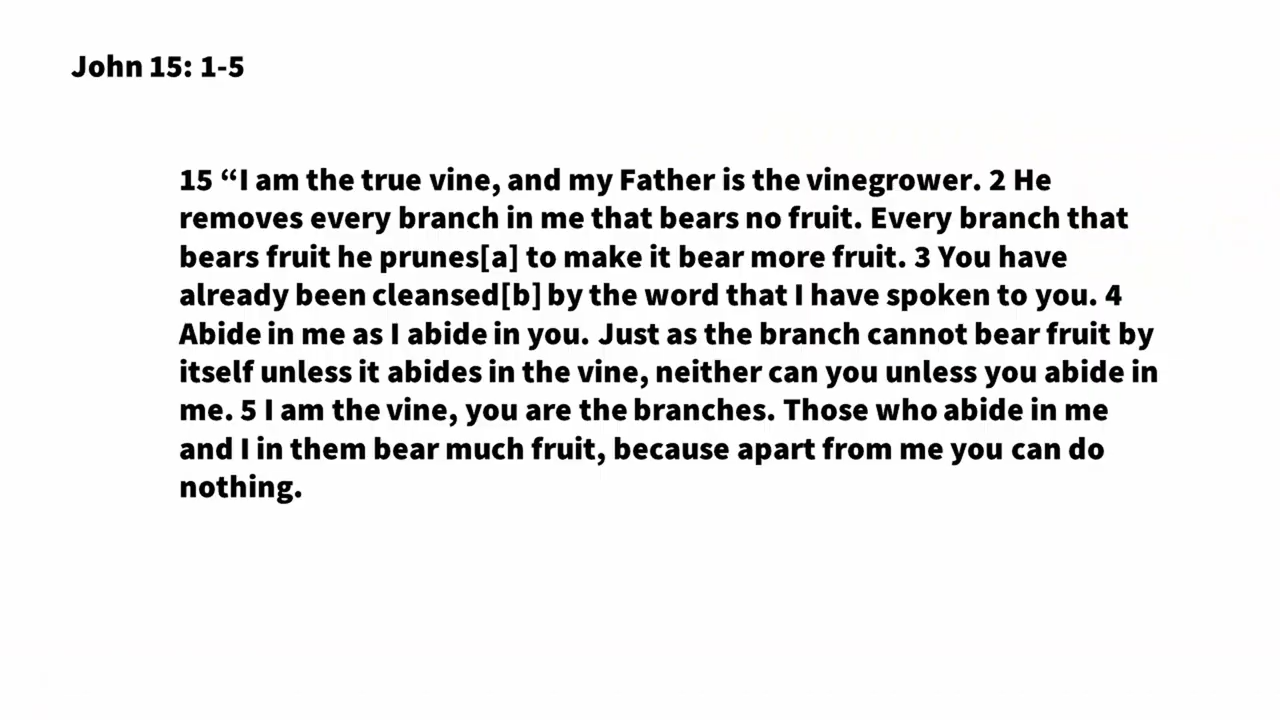 John 15: 1-5
15 “I am the true vine, and my Father is the vinegrower. 2 He
removes every branch in me that bears no fruit. Every branch that
bears fruit he prunes[a] to make it bear more fruit. 3 You have
already been cleansed[b] by the word that I have spoken to you. 4
Abide in me as I abide in you. Just as the branch cannot bear fruit by
itself unless it abides in the vine, neither can you unless you abide in
me. 5 I am the vine, you are the branches. Those who abide in me
and I in them bear much fruit, because apart from me you can do
nothing.